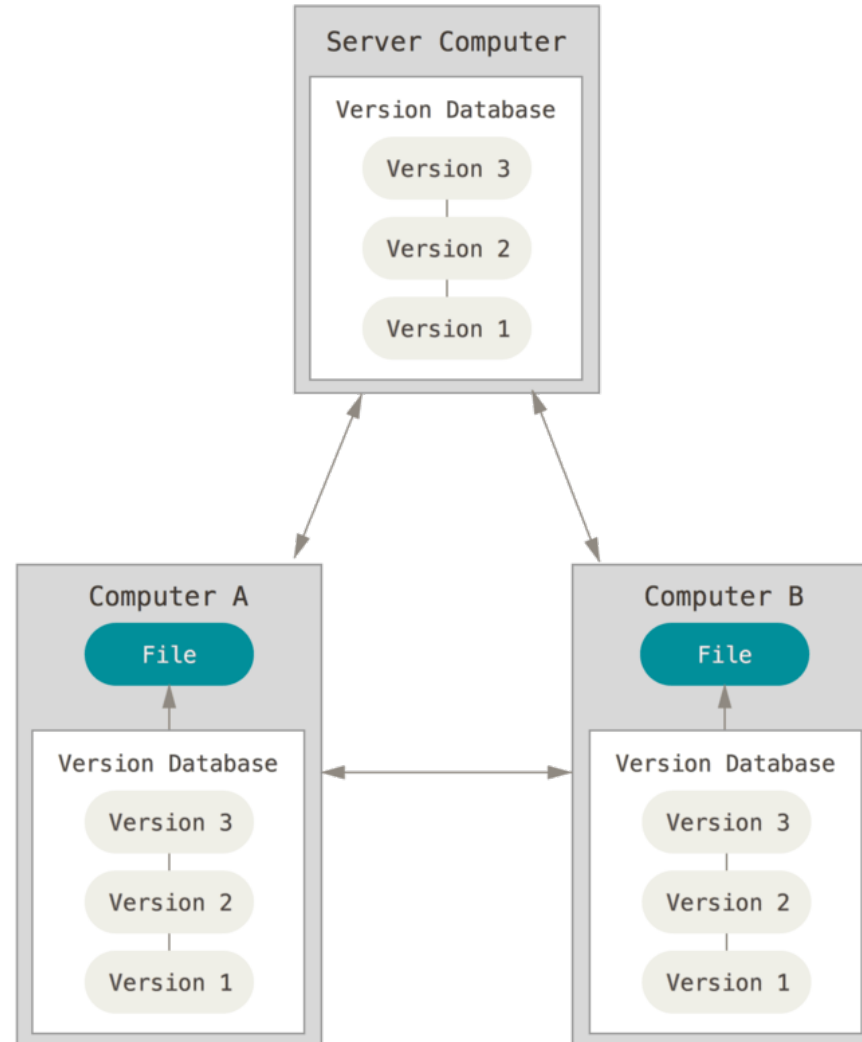 Server Computer
Version Database
Version 3
Version 2
Version 1
Computer A
File
Version Database
Version 3
Version 2
Version 1
Computer B
File
Version Database
Version 3
Version 2
Version 1